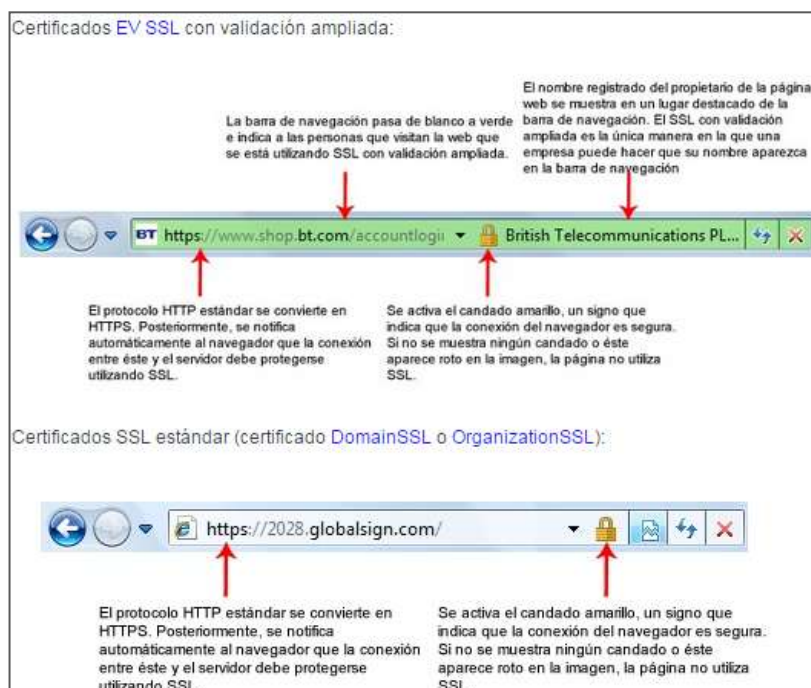 Certificados EV SSL con validación ampliada:
El nombre registrado del propietario de la página
web se muestra en un lugar destacado de la
barra de navegación. El SSL con validación
ampliada es la única manera en la que una
empresa puede hacer que su nombre aparezca
en la barra de navegación
La barra de navegación pasa de blanco a verde
e indica a las personas que visitan la web que
se está utilizando SSL con validación ampliada.
BT https://www.shop.bt.com/accountlogi British Telecommunications PL...
El protocolo HTTP estándar se convierte en
HTTPS. Posteriormente, se notifica
automáticamente al navegador que la conexión
entre éste y el servidor debe protegerse
utilizando SSL.
Se activa el candado amarillo, un signo que
indica que la conexión del navegador es segura.
Si no se muestra ningún candado o éste
aparece roto en la imagen, la página no utiliza
SSL.
Certificados SSL estándar (certificado DomainSSL o OrganizationSSL):
https://2028.globalsign.com/
El protocolo HTTP estándar se convierte en
HTTPS. Posteriormente, se notifica
automáticamente al navegador que la conexión
entre éste y el servidor debe protegerse
utilizando SSL.
Se activa el candado amarillo, un signo que
indica que la conexión del navegador es segura.
Si no se muestra ningún candado o éste
aparece roto en la imagen, la página no utiliza
SSL.